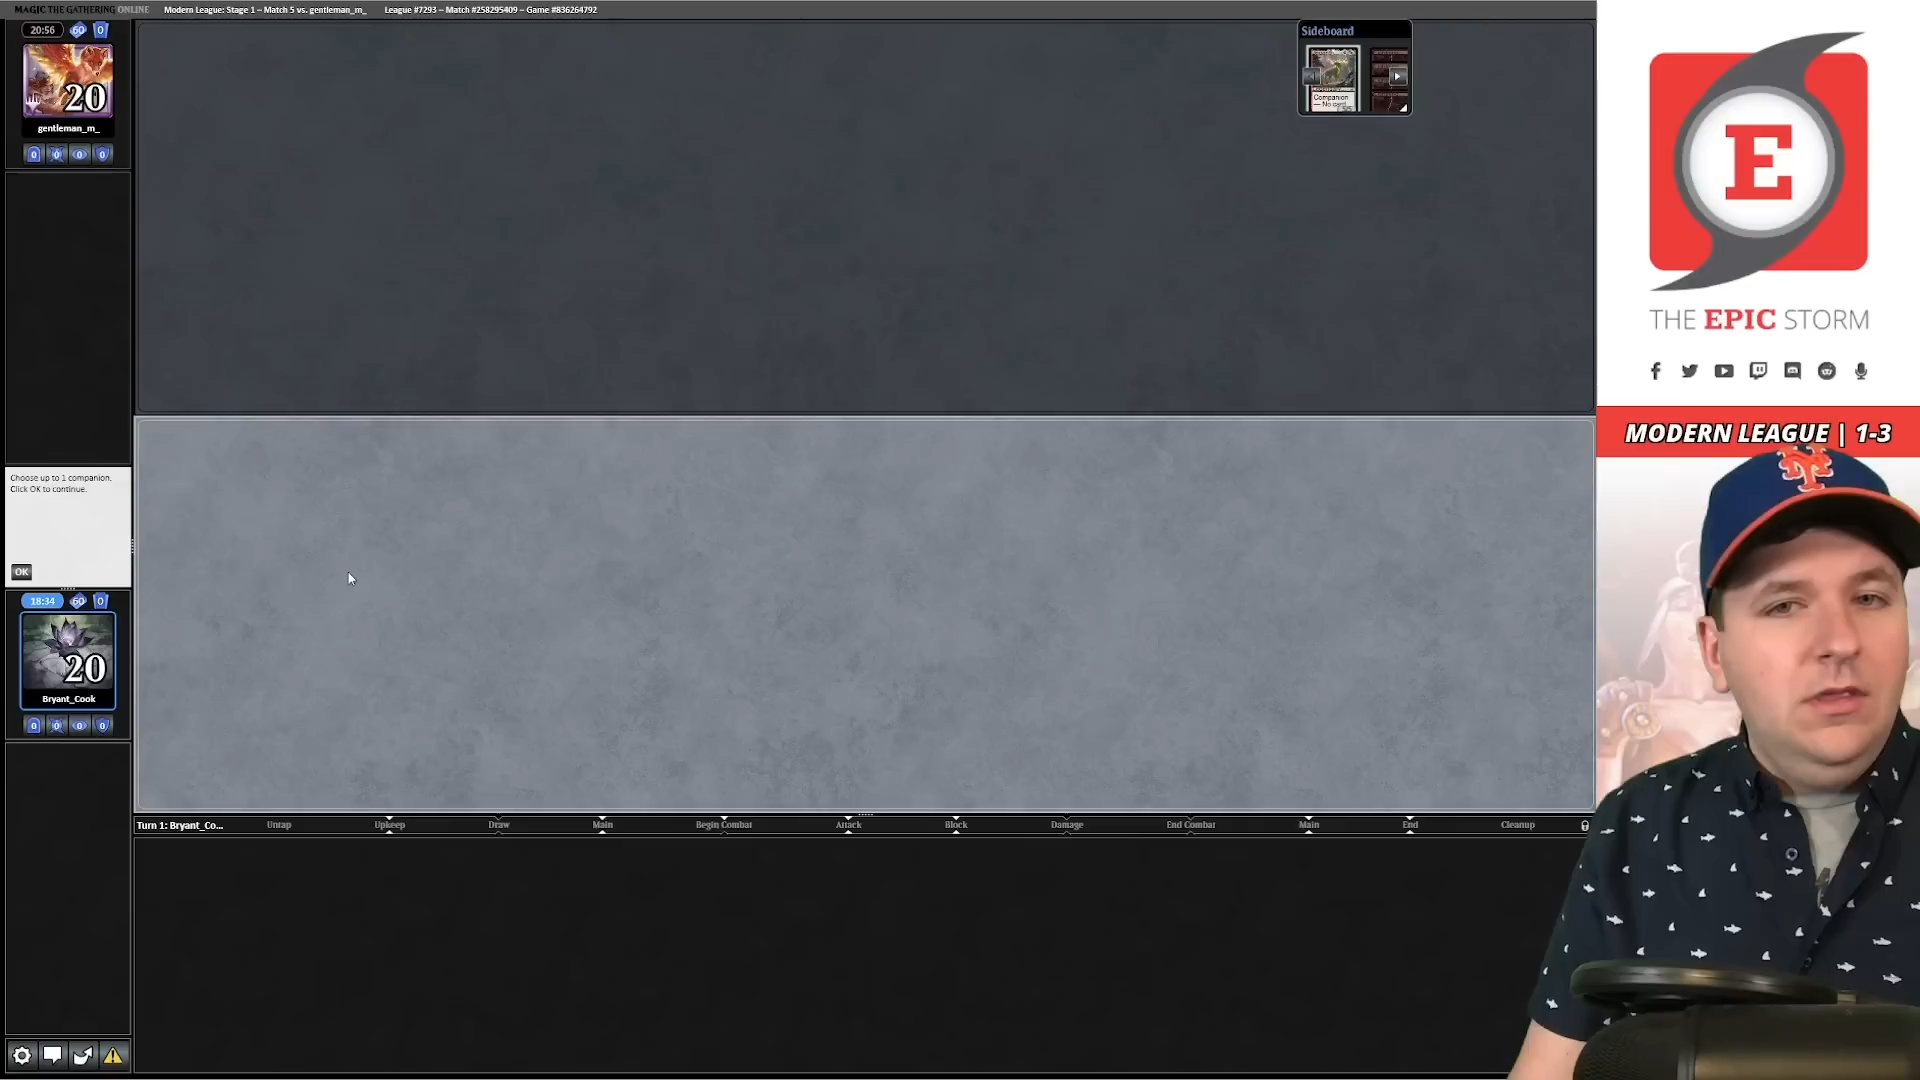 MAGIC THE GATHERING ONLINE
Modern League: Stage 1 – Match 5 vs. gentleman_m_
League #7293 – Match #258295409 – Game #836264792
20:56
60
0
20
gentleman_m_
0
0
0
0
Sideboard
Companion
— No card
E
THE EPIC STORM
MODERN LEAGUE | 1-3
Choose up to 1 companion.
Click OK to continue.
OK
18:34
60
0
20
Bryant_Cook
0
0
0
0
Turn 1: Bryant_Co...
Untap
Upkeep
Draw
Main
Begin Combat
Attack
Block
Damage
End Combat
Main
End
Cleanup